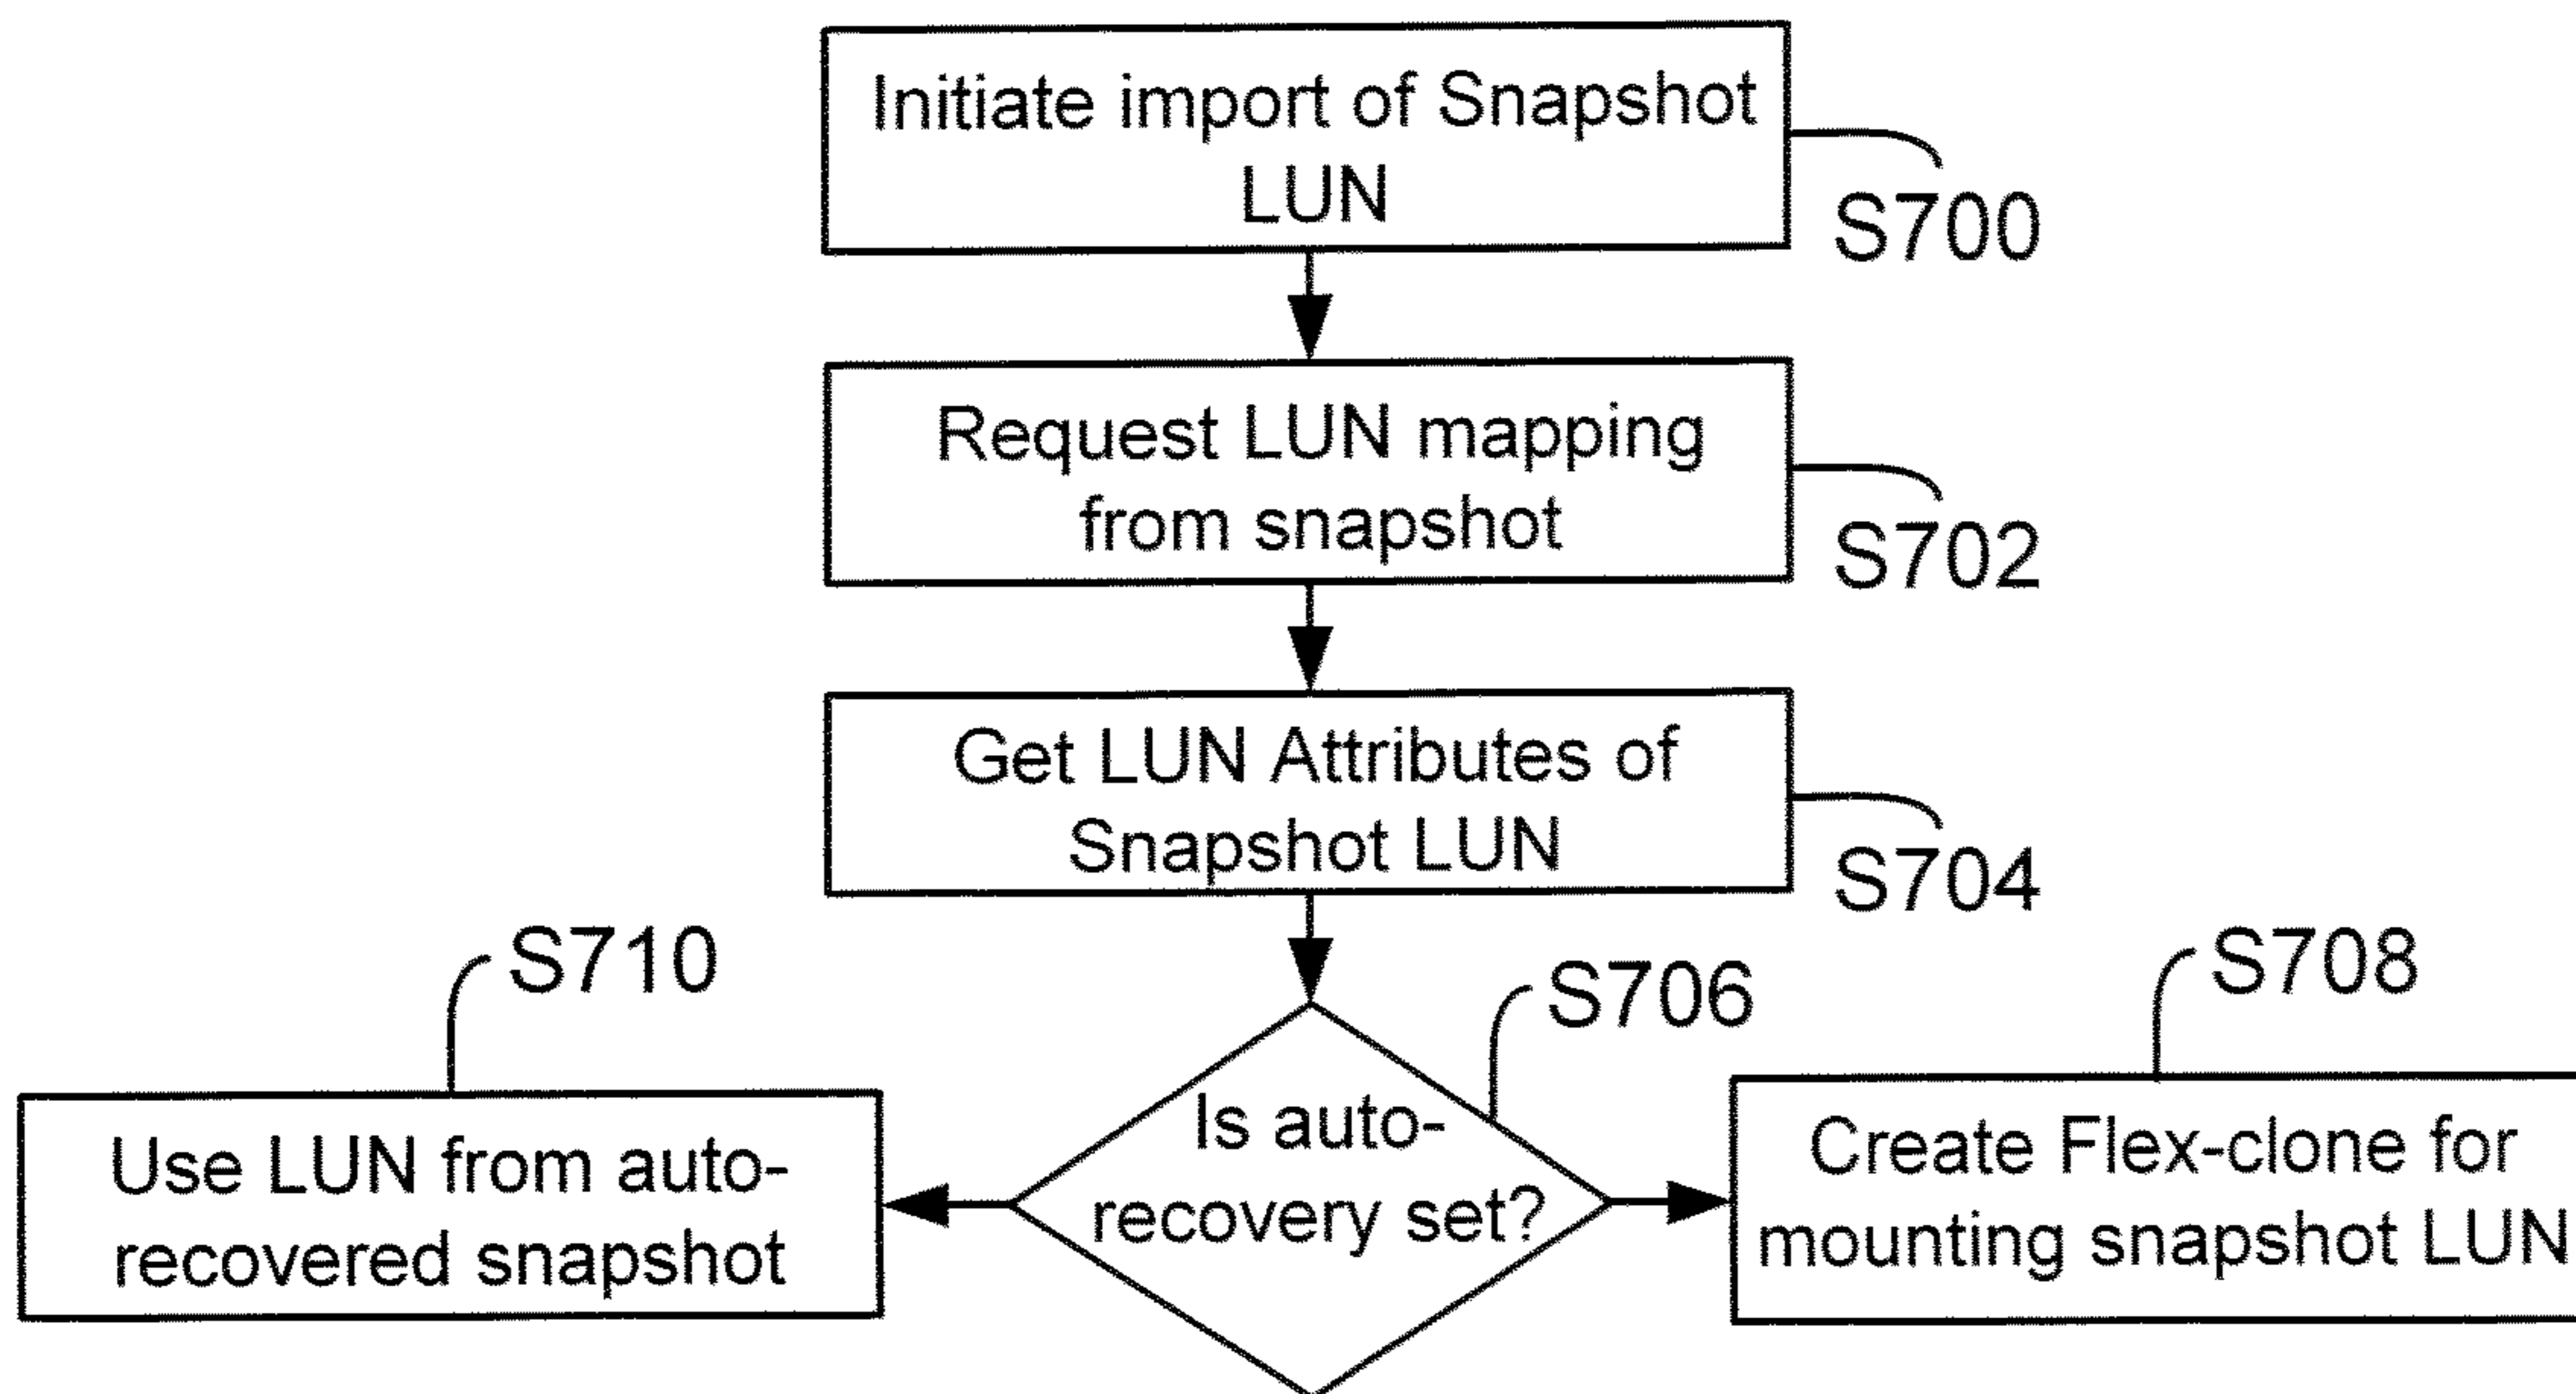 Initiate import of Snapshot
LUN
S700
Request LUN mapping
from snapshot
S702
Get LUN Attributes of
Snapshot LUN
S704
S710
S706
S708
Use LUN from auto-
recovered snapshot
Is auto-
recovery set?
Create Flex-clone for
mounting snapshot LUN